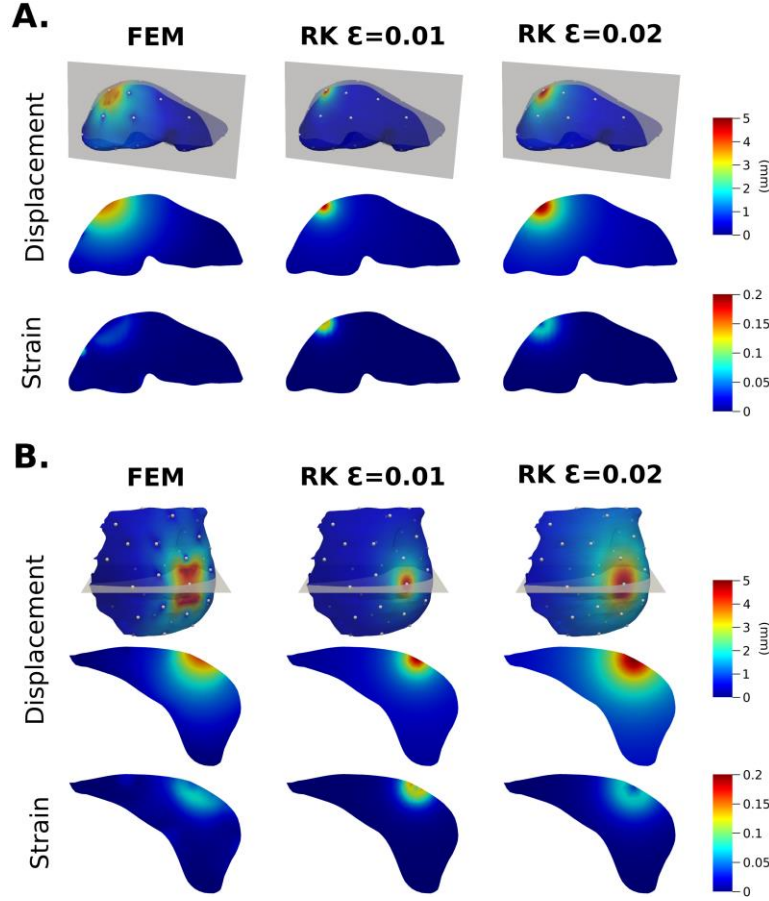 A.
FEM RK Ɛ=0.01 RK Ɛ=0.02
Displacement
5
4
3
2
1
0
(mm)
Strain
0.2
0.15
0.1
0.05
0
B.
FEM RK Ɛ=0.01 RK Ɛ=0.02
Displacement
5
4
3
2
1
0
(mm)
Strain
0.2
0.15
0.1
0.05
0